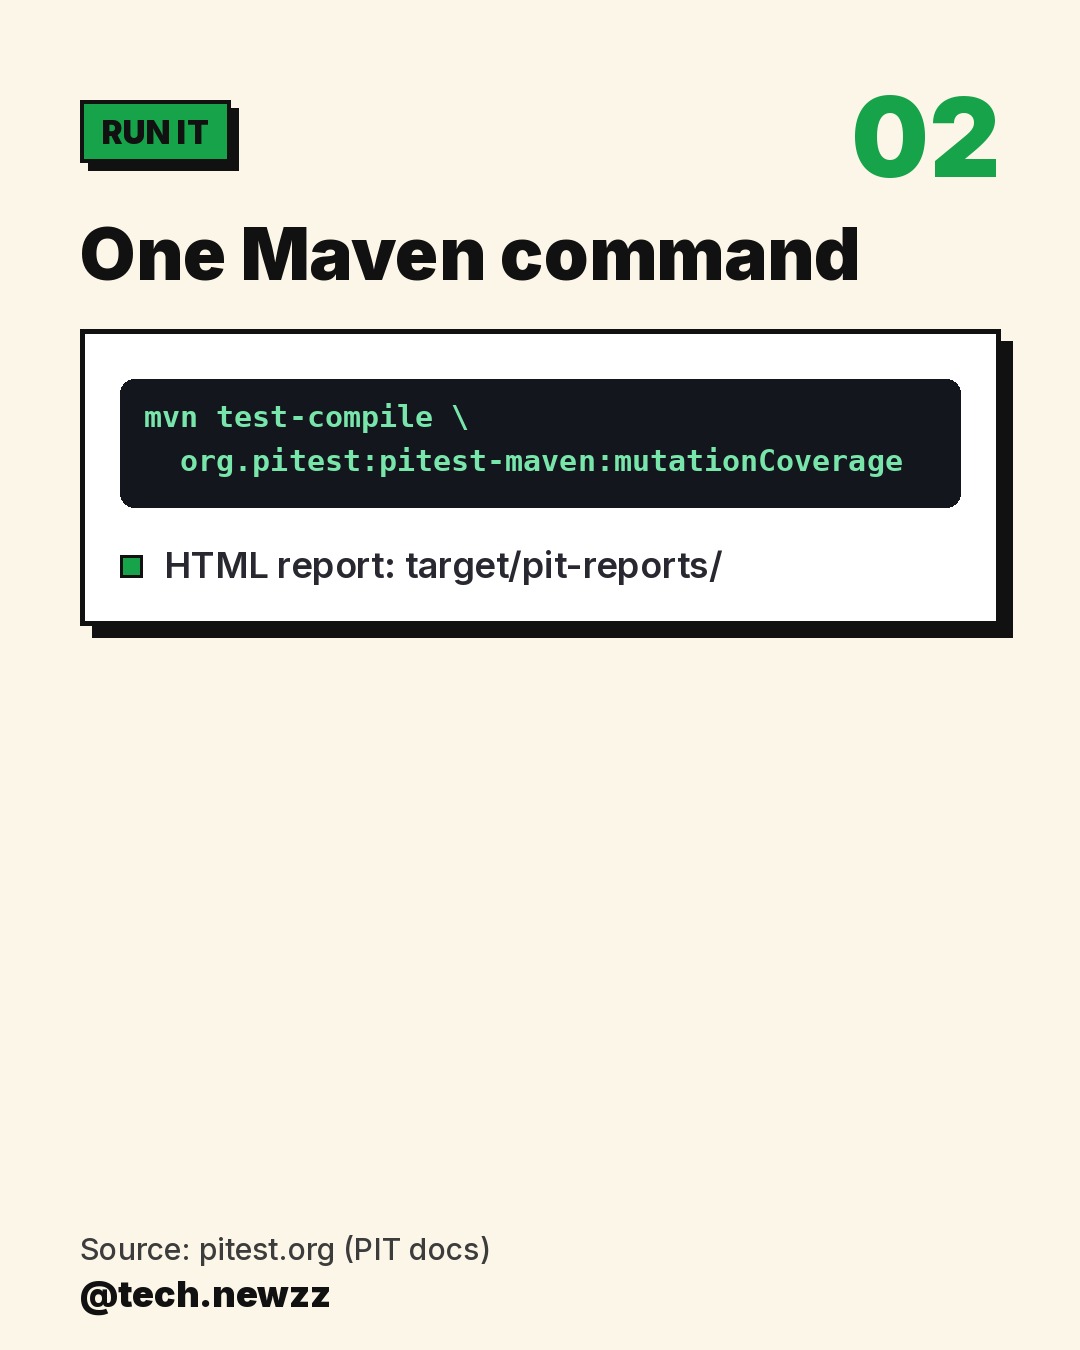 RUN IT
02
One Maven command
mvn test-compile \
  org.pitest:pitest-maven:mutationCoverage
HTML report: target/pit-reports/
Source: pitest.org (PIT docs)
@tech.newzz